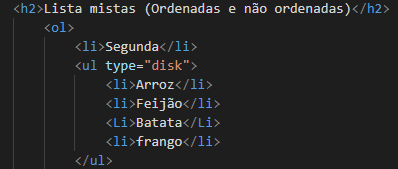 <h2>Lista mistas (Ordenadas e não ordenadas)</h2>
<ol>
<li>Segunda</li>
<ul type="disk">
<li>Arroz</li>
<li>Feijão</li>
<Li>Batata</Li>
<li>frango</li>
</ul>